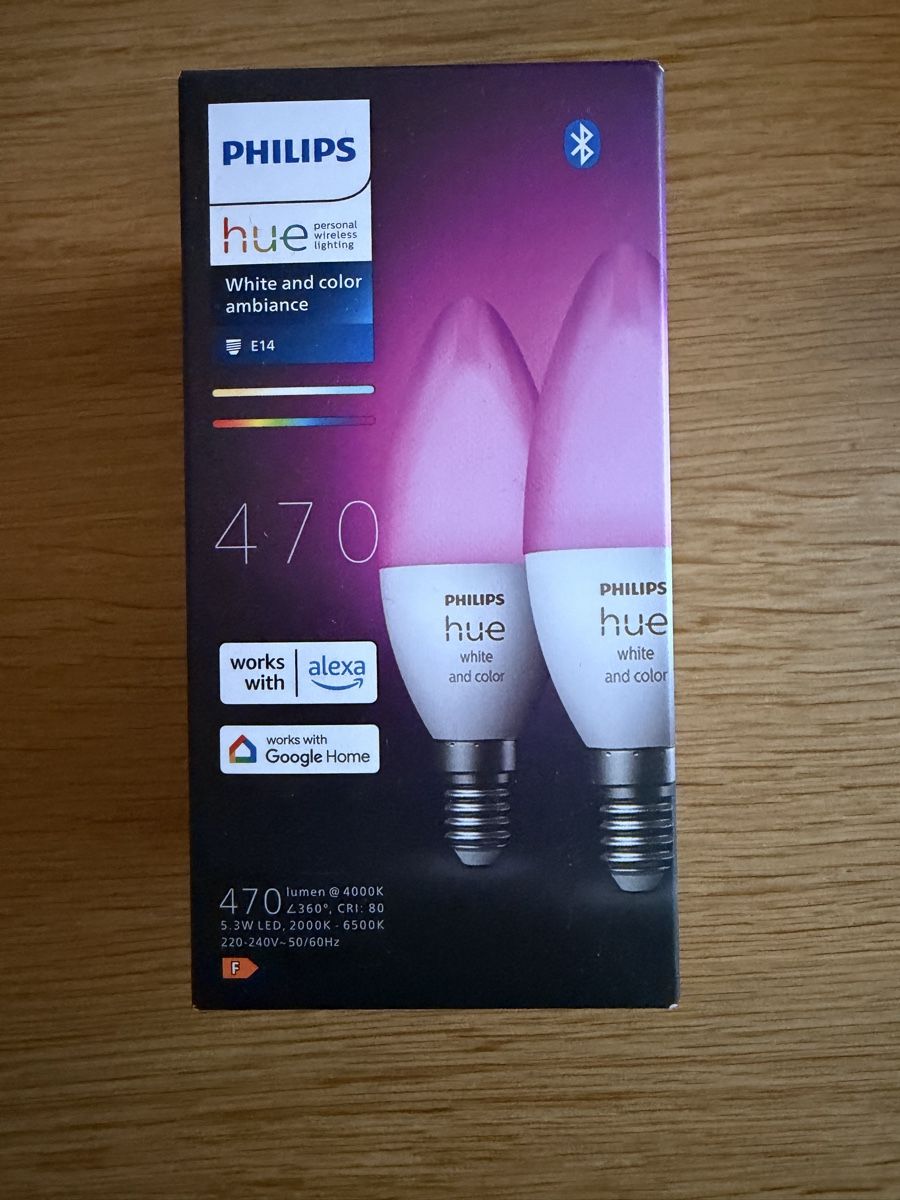 PHILIPS
hue personal wireless lighting
White and color
ambiance
E14
470
works with alexa
works with Google Home
PHILIPS
hue
white
and color
PHILIPS
hue
white
and color
470 lumen @ 4000K
∠360°, CRI: 80
5.3W LED, 2000K - 6500K
220-240V~50/60Hz
F